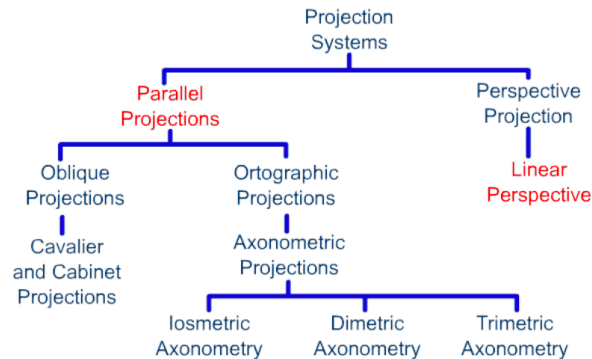 Projection
Systems
Parallel
Projections
Perspective
Projection
Oblique
Projections
Ortographic
Projections
Linear
Perspective
Cavalier
and Cabinet
Projections
Axonometric
Projections
Iosmetric
Axonometry
Dimetric
Axonometry
Trimetric
Axonometry